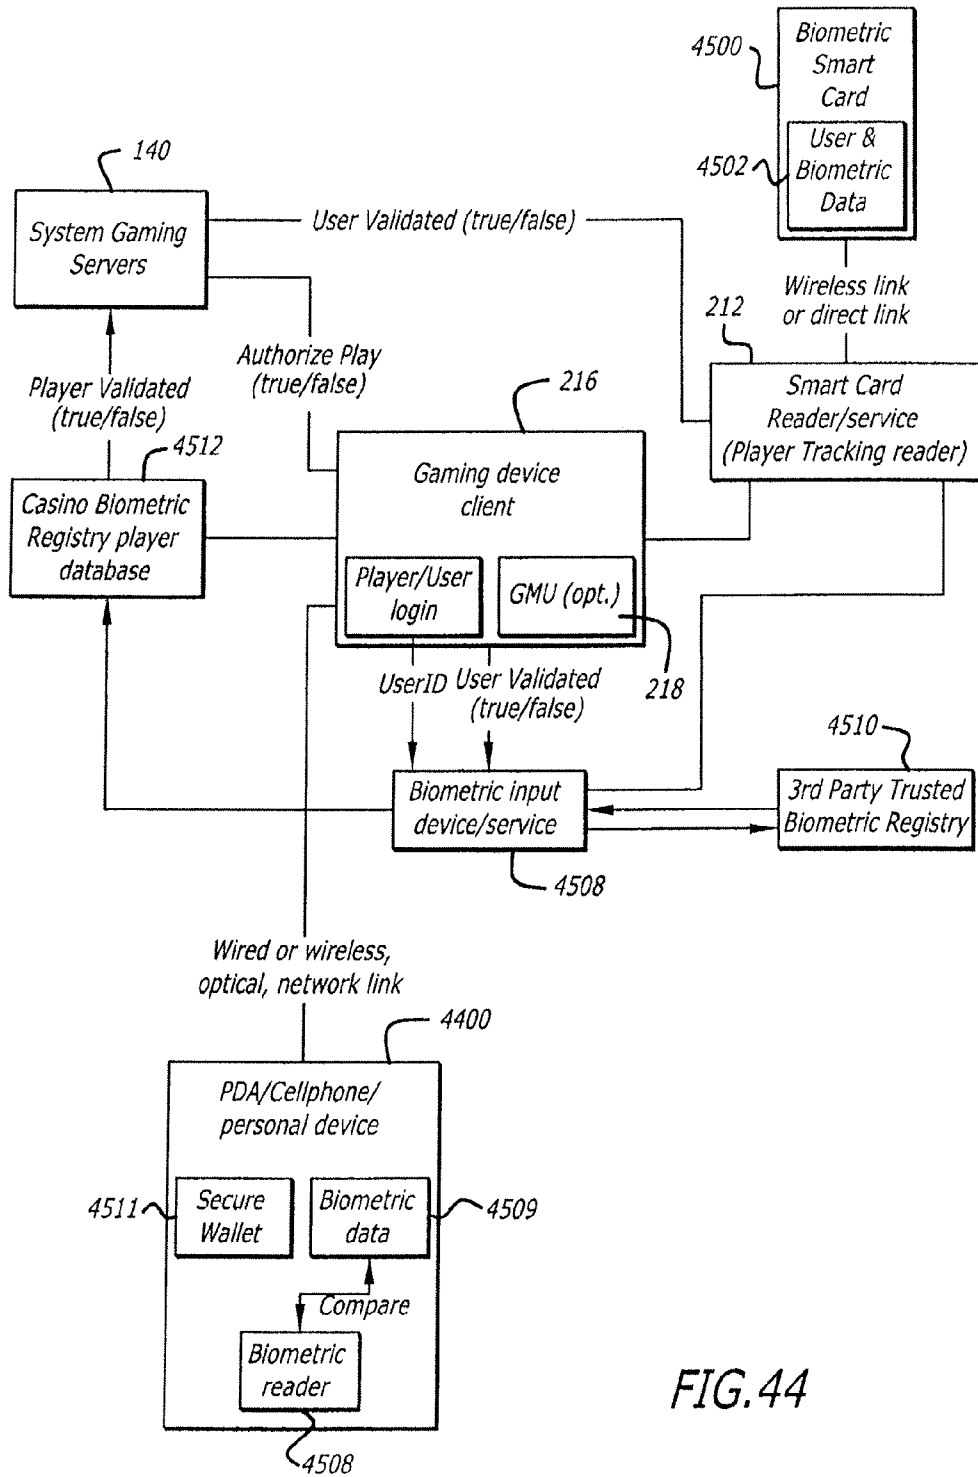 4500
Biometric
Smart
Card
4502
User &
Biometric
Data
140
System Gaming
Servers
User Validated (true/false)
Wireless link
or direct link
212
Authorize Play
(true/false)
Player Validated
(true/false)
216
Smart Card
Reader/service
(Player Tracking reader)
4512
Casino Biometric
Registry player
database
Gaming device
client
Player/User
login
GMU (opt.)
218
UserID
User Validated
(true/false)
4510
Biometric input
device/service
3rd Party Trusted
Biometric Registry
4508
Wired or wireless,
optical, network link
4400
PDA/Cellphone/
personal device
4511
Secure
Wallet
Biometric
data
4509
Compare
Biometric
reader
4508
FIG.44